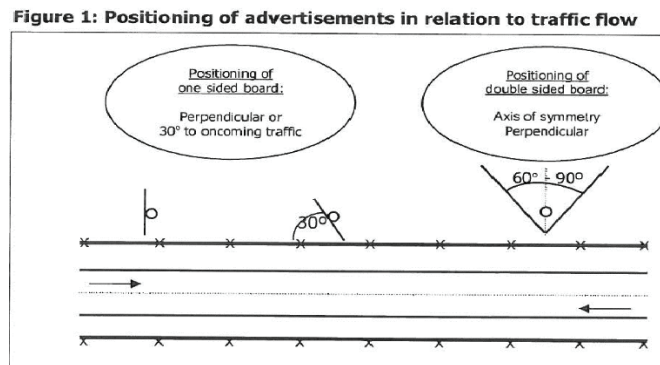 Figure 1: Positioning of advertisements in relation to traffic flow
Positioning of
one sided board:
Perpendicular or
30° to oncoming traffic
Positioning of
double sided board:
Axis of symmetry
Perpendicular
30°
60° - 90°